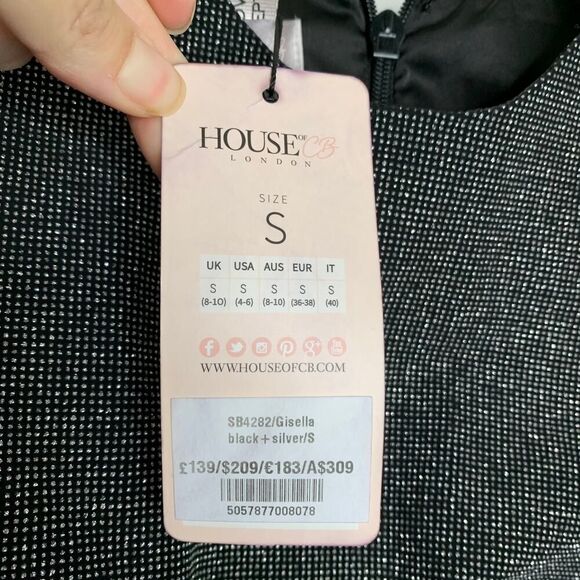 HOUSE OF CB
LONDON
SIZE
S
UK USA AUS EUR IT
S S S S S
(8-10) (4-6) (8-10) (36-38) (40)
WWW.HOUSEOFCB.COM
SB4282/Gisella
black+silver/S
£139/$209/€183/A$309
5057877008078